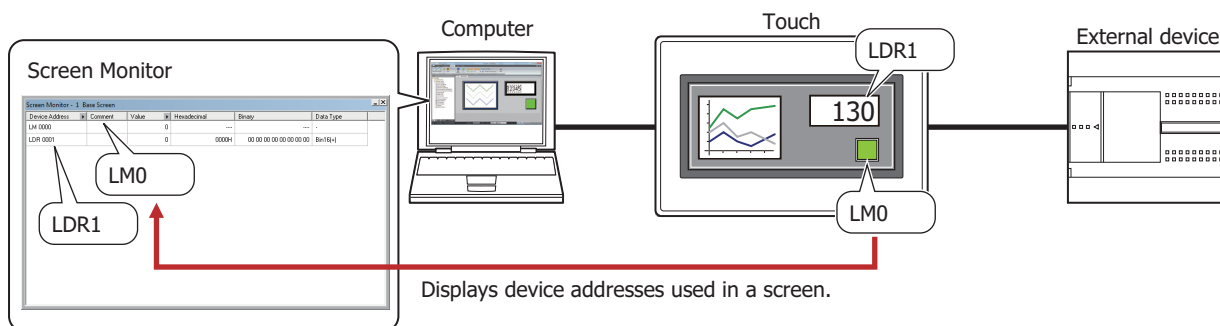 Computer
Touch
External device
Screen Monitor
LDR1
130
LM0
Screen Monitor - 1 Base Screen
Device Address Comment Value Hexadecimal Binary Data Type
LM 0000 0 --- --- -
LDR 0001 0 0000H 00 00 00 00 00 00 00 00 Bin16(+)
LM0
LDR1
12345
Displays device addresses used in a screen.